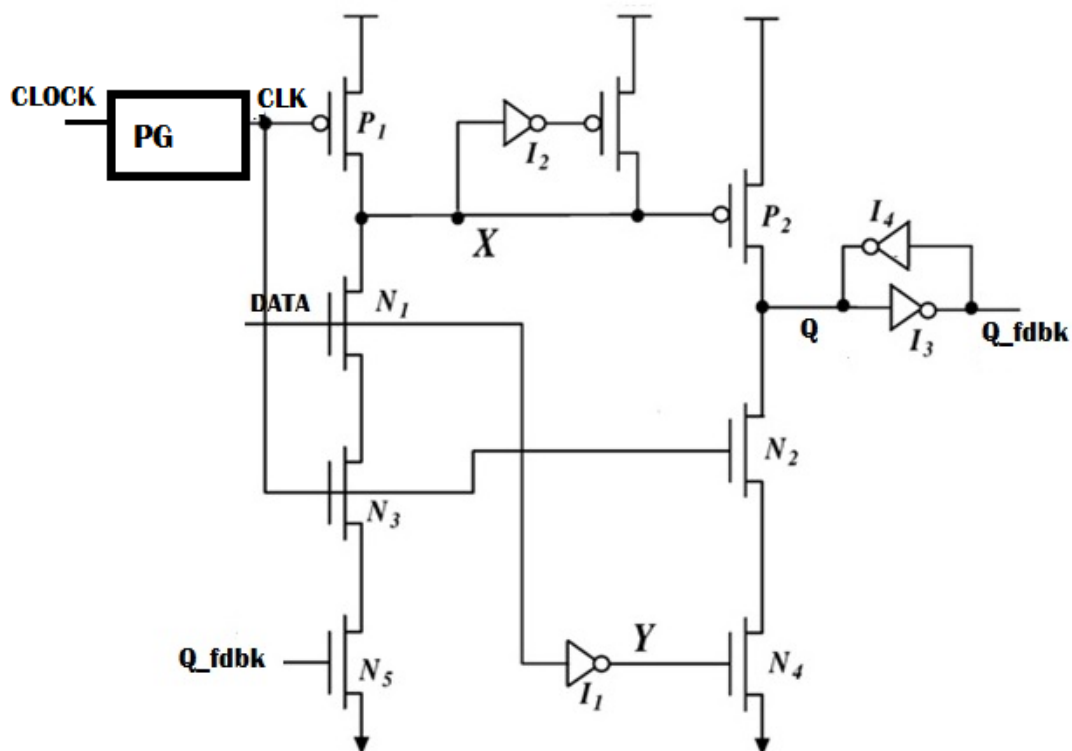 CLOCK
PG
CLK
P1
I2
P2
I4
X
DATA
N1
Q
I3
Q_fdbk
N2
N3
Y
Q_fdbk
N5
I1
N4